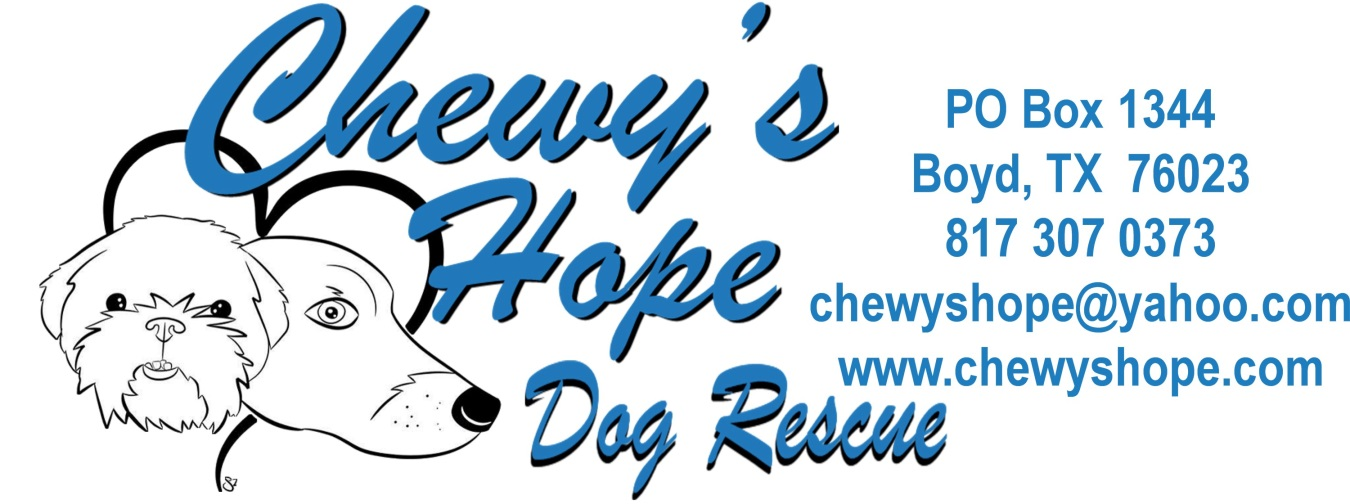 Chewy's
Hope
Dog Rescue
PO Box 1344
Boyd, TX  76023
817 307 0373
chewyshope@yahoo.com
www.chewyshope.com